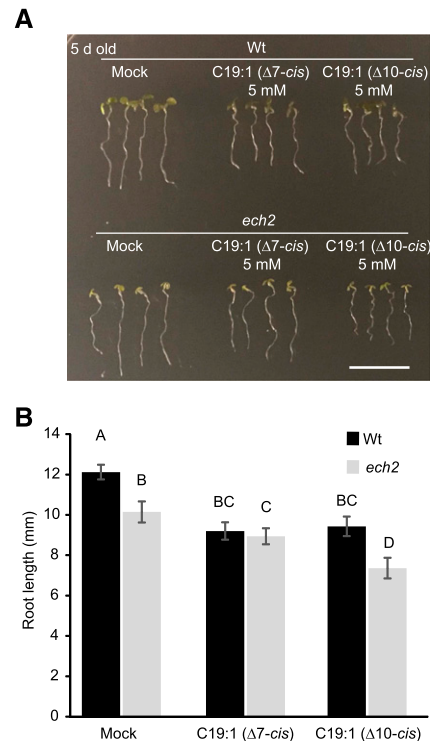 A
5 d old
Wt
Mock
C19:1 (Δ7-cis)
5 mM
C19:1 (Δ10-cis)
5 mM
ech2
Mock
C19:1 (Δ7-cis)
5 mM
C19:1 (Δ10-cis)
5 mM
B
Root length (mm)
14
12
10
8
6
4
2
0
A
B
BC
C
BC
D
Wt
ech2
Mock
C19:1 (Δ7-cis)
C19:1 (Δ10-cis)